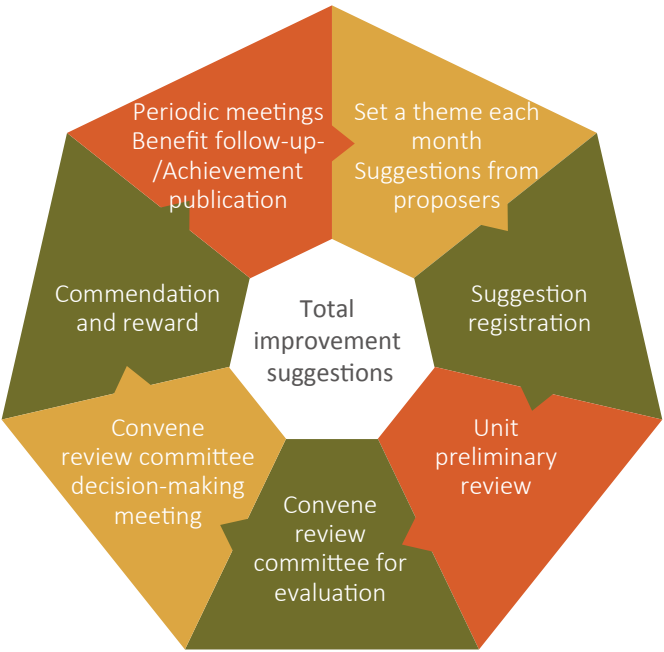 Periodic meetings
Benefit follow-up-
/Achievement
publication
Set a theme each
month
Suggestions from
proposers
Commendation
and reward
Total
improvement
suggestions
Suggestion
registration
Convene
review committee
decision-making
meeting
Unit
preliminary
review
Convene
review
committee for
evaluation